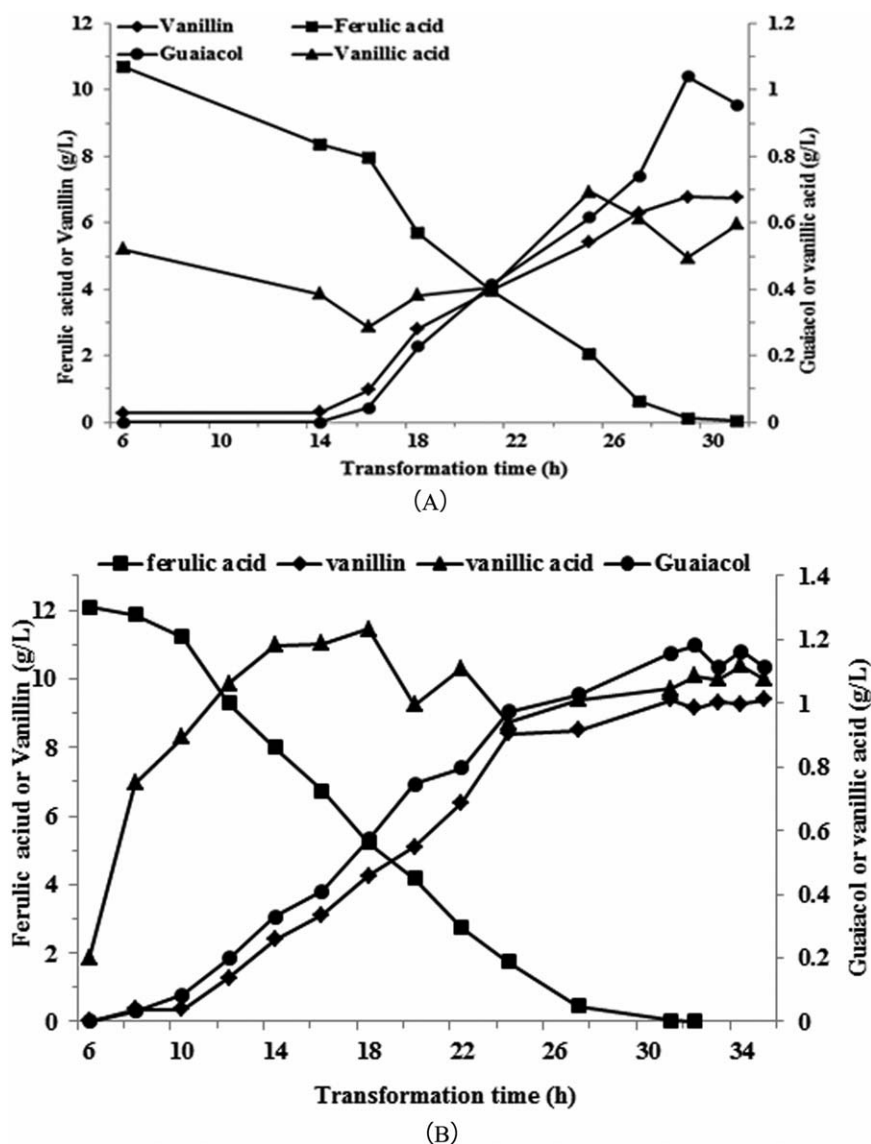 Vanillin Ferulic acid
Guaiacol Vanillic acid
Ferulic aciud or Vanillin (g/L)
12
10
8
6
4
2
0
1.2
1
0.8
0.6
0.4
0.2
0
Guaiacol or vanillic acid (g/L)
6 10 14 18 22 26 30
Transformation time (h)
(A)
ferulic acid vanillin vanillic acid Guaiacol
Ferulic aciud or Vanillin (g/L)
12
10
8
6
4
2
0
1.4
1.2
1
0.8
0.6
0.4
0.2
0
Guaiacol or vanillic acid (g/L)
6 10 14 18 22 26 30 34
Transformation time (h)
(B)